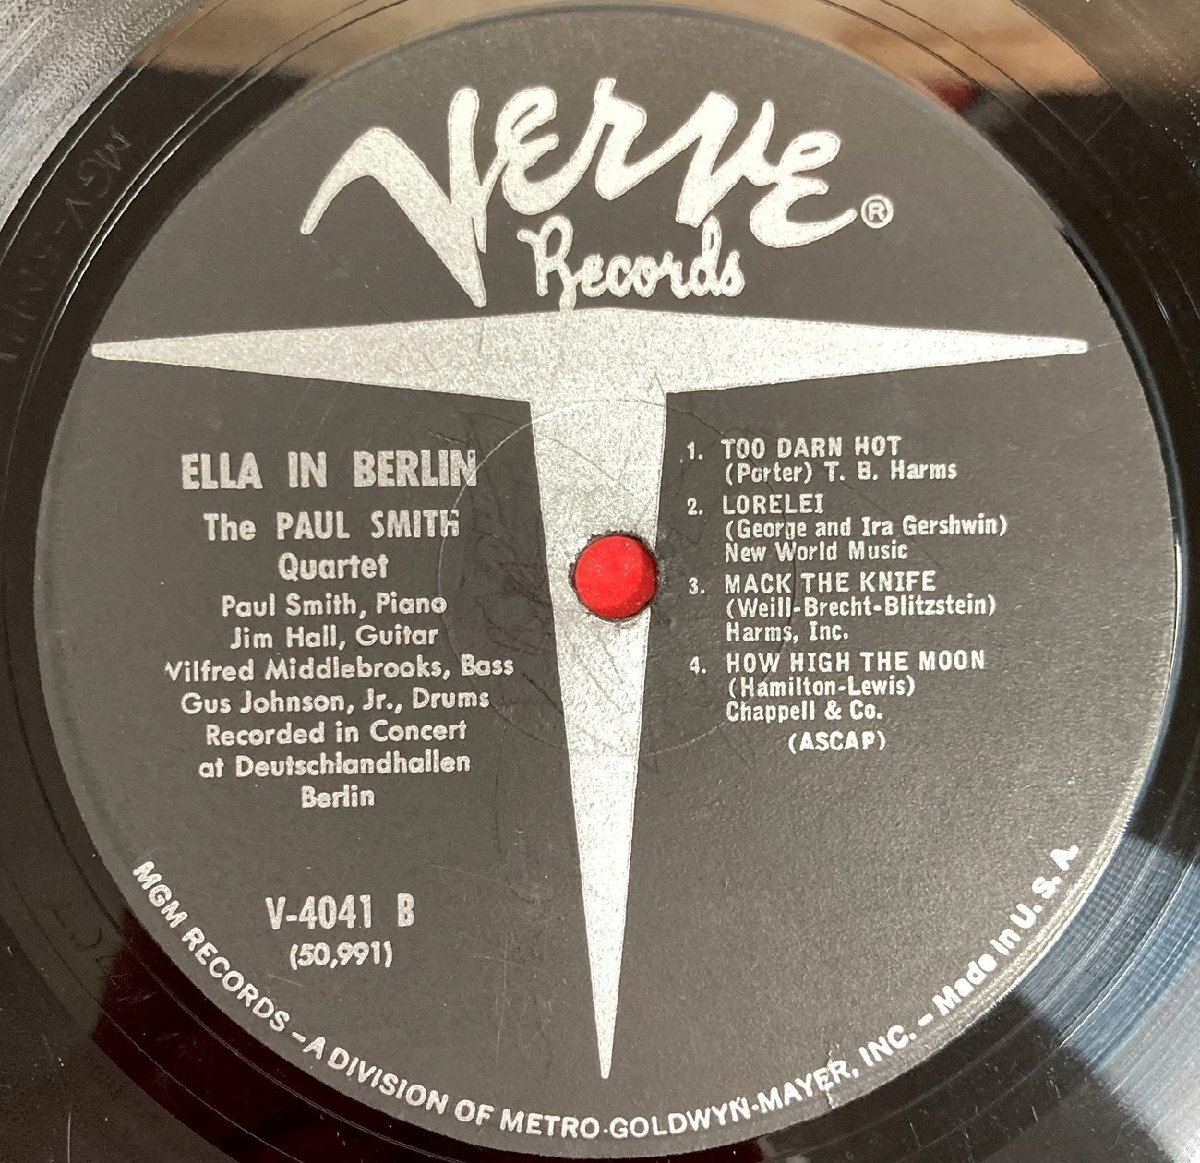 Verve ®
Records
ELLA IN BERLIN
The PAUL SMITH
Quartet
Paul Smith, Piano
Jim Hall, Guitar
Vilfred Middlebrooks, Bass
Gus Johnson, Jr., Drums
Recorded in Concert
at Deutschlandhallen
Berlin
V-4041 B
(50,991)
1. TOO DARN HOT
(Porter) T. B. Harms
2. LORELEI
(George and Ira Gershwin)
New World Music
3. MACK THE KNIFE
(Weill-Brecht-Blitzstein)
Harms, Inc.
4. HOW HIGH THE MOON
(Hamilton-Lewis)
Chappell & Co.
(ASCAP)
MGM RECORDS – A DIVISION OF METRO-GOLDWYN-MAYER, INC. – Made in U. S. A.